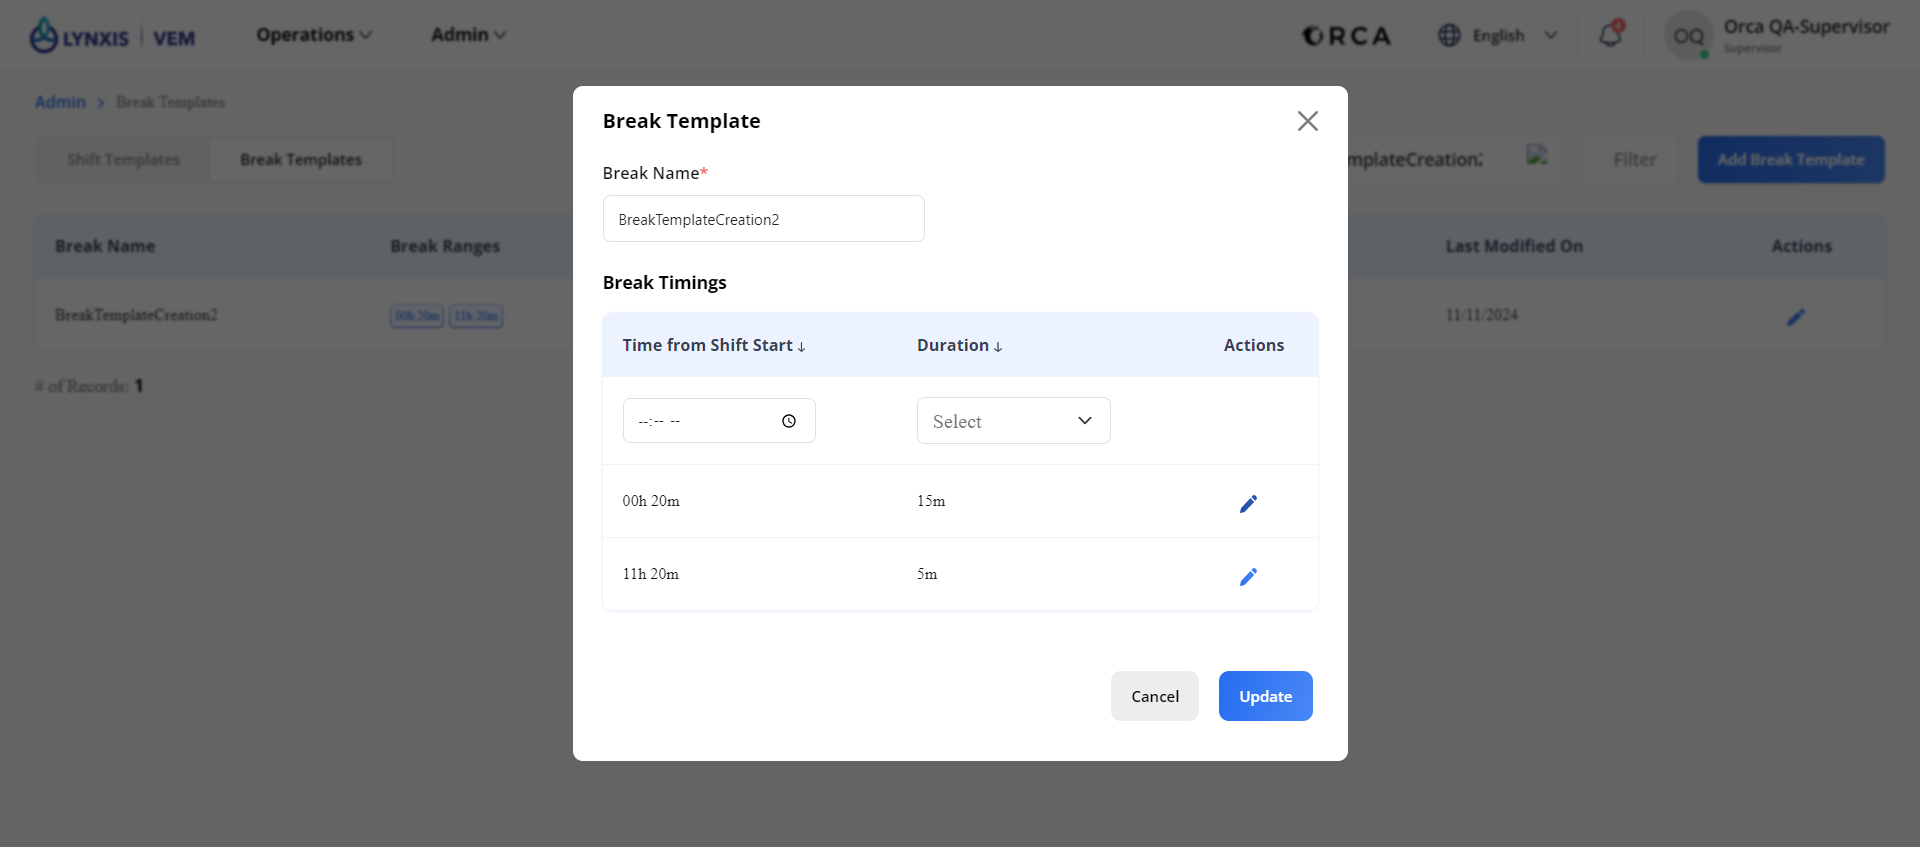 LYNXIS | VEM
Operations
Admin
ORCA
English
4
OQ
Orca QA-Supervisor
Supervisor
Admin > Break Templates
Shift Templates
Break Templates
mplateCreation2
Filter
Add Break Template
Break Name
Break Ranges
Last Modified On
Actions
BreakTemplateCreation2
00h 20m
11h 20m
11/11/2024
# of Records: 1
Break Template
Break Name*
BreakTemplateCreation2
Break Timings
Time from Shift Start ↓
Duration ↓
Actions
--:-- --
Select
00h 20m
15m
11h 20m
5m
Cancel
Update